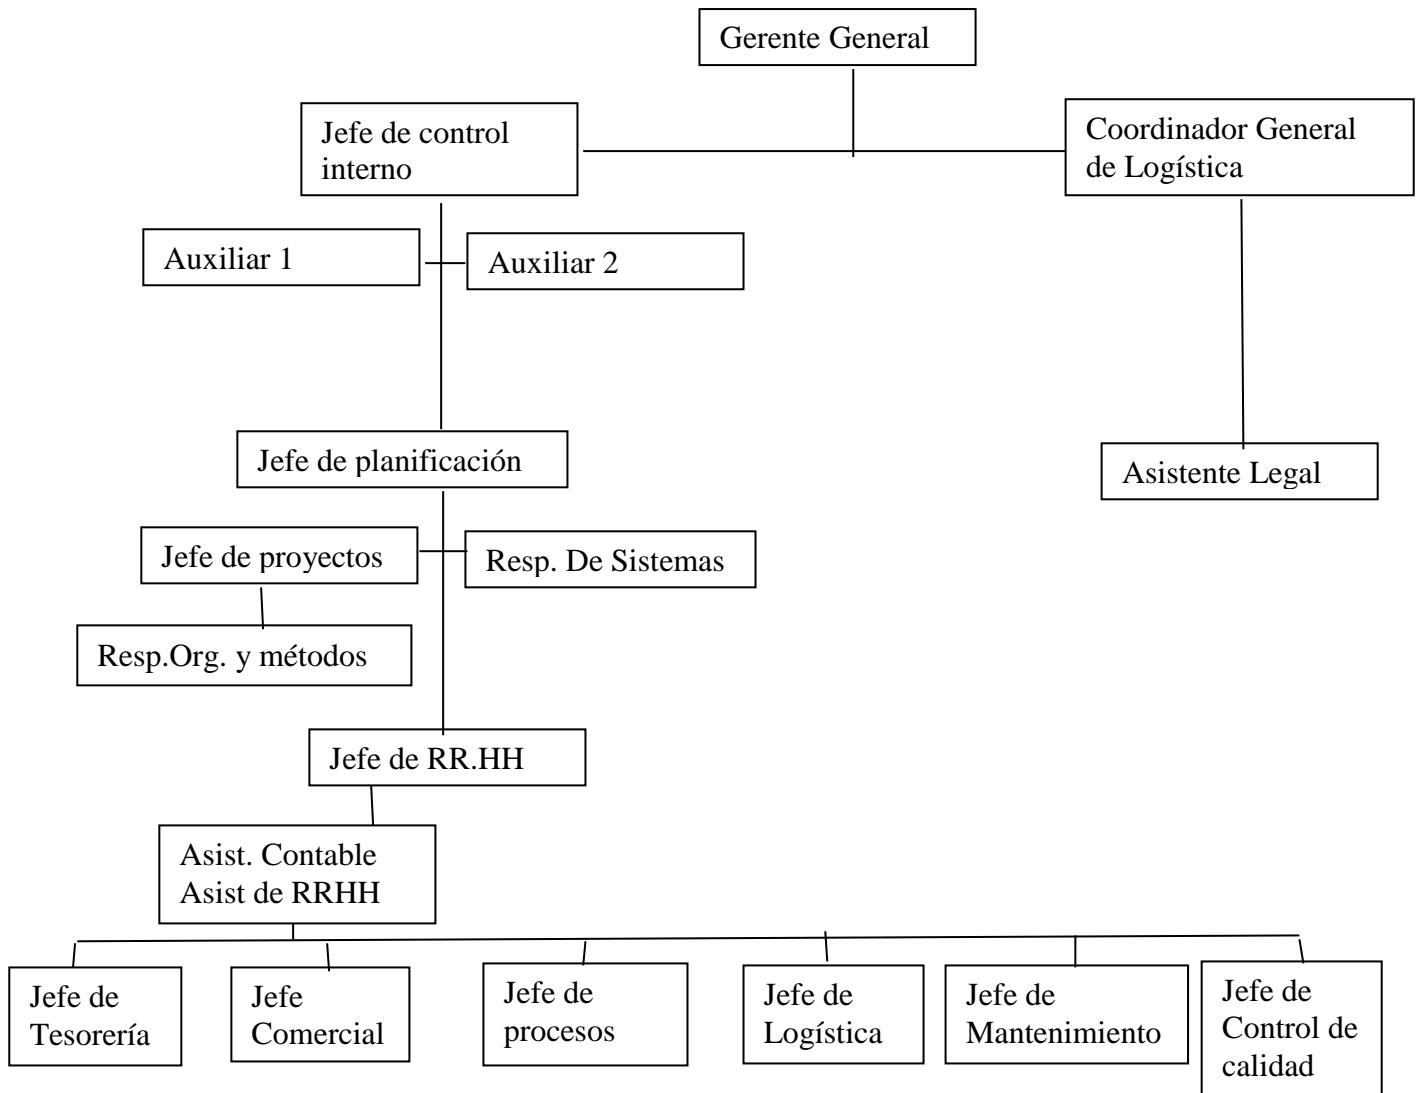 Gerente General
Jefe de control
interno
Coordinador General
de Logística
Auxiliar 1
Auxiliar 2
Jefe de planificación
Asistente Legal
Jefe de proyectos
Resp. De Sistemas
Resp.Org. y métodos
Jefe de RR.HH
Asist. Contable
Asist de RRHH
Jefe de
Tesorería
Jefe
Comercial
Jefe de
procesos
Jefe de
Logística
Jefe de
Mantenimiento
Jefe de
Control de
calidad